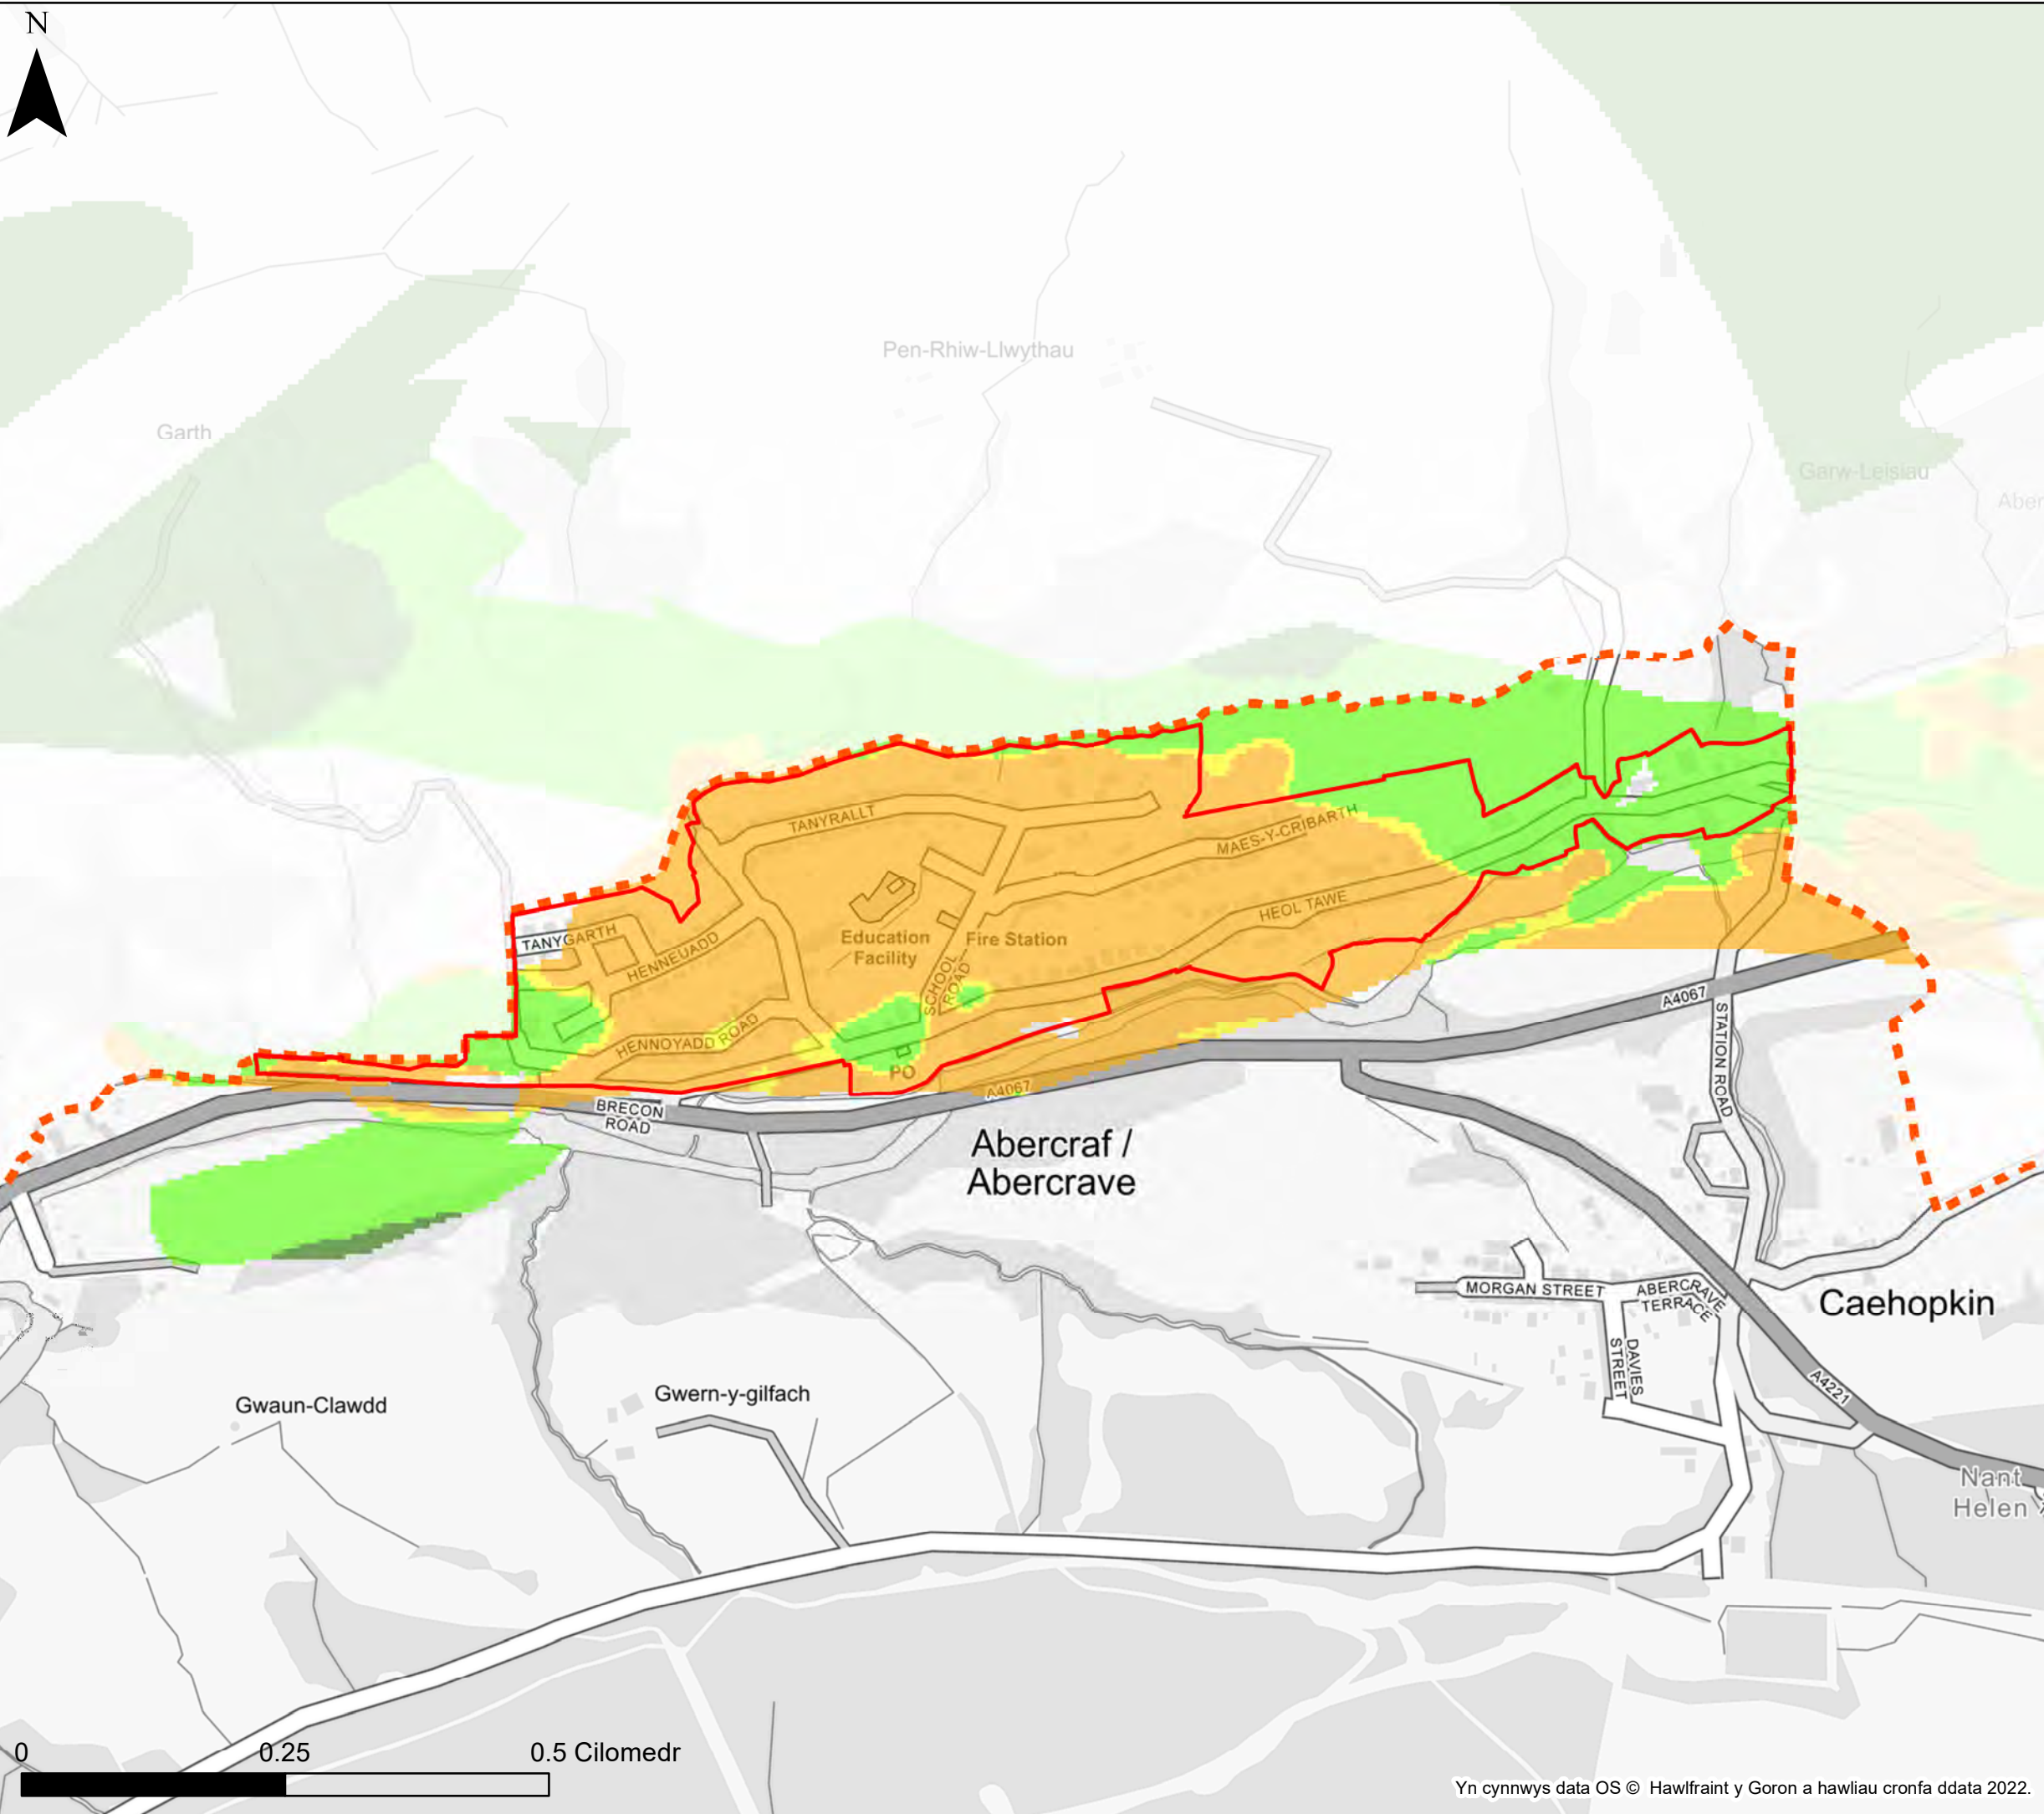 N
Pen-Rhiw-Llwythau
Garth
Garw-Leisiau
Aber
TANYRALLT
MAES-Y-CRIBARTH
HEOL TAWE
TANYGARTH
HENNEUADD
Education
Facility
Fire Station
SCHOOL
ROAD
HENNOYADD ROAD
PO
A4067
A4067
BRECON
ROAD
STATION ROAD
Abercraf /
Abercrave
MORGAN STREET
ABERCRAVE
TERRACE
Caehopkin
DAVIES
STREET
A4221
Gwaun-Clawdd
Gwern-y-gilfach
Nant
Helen
0
0.25
0.5 Cilomedr
Yn cynnwys data OS © Hawlfraint y Goron a hawliau cronfa ddata 2022.